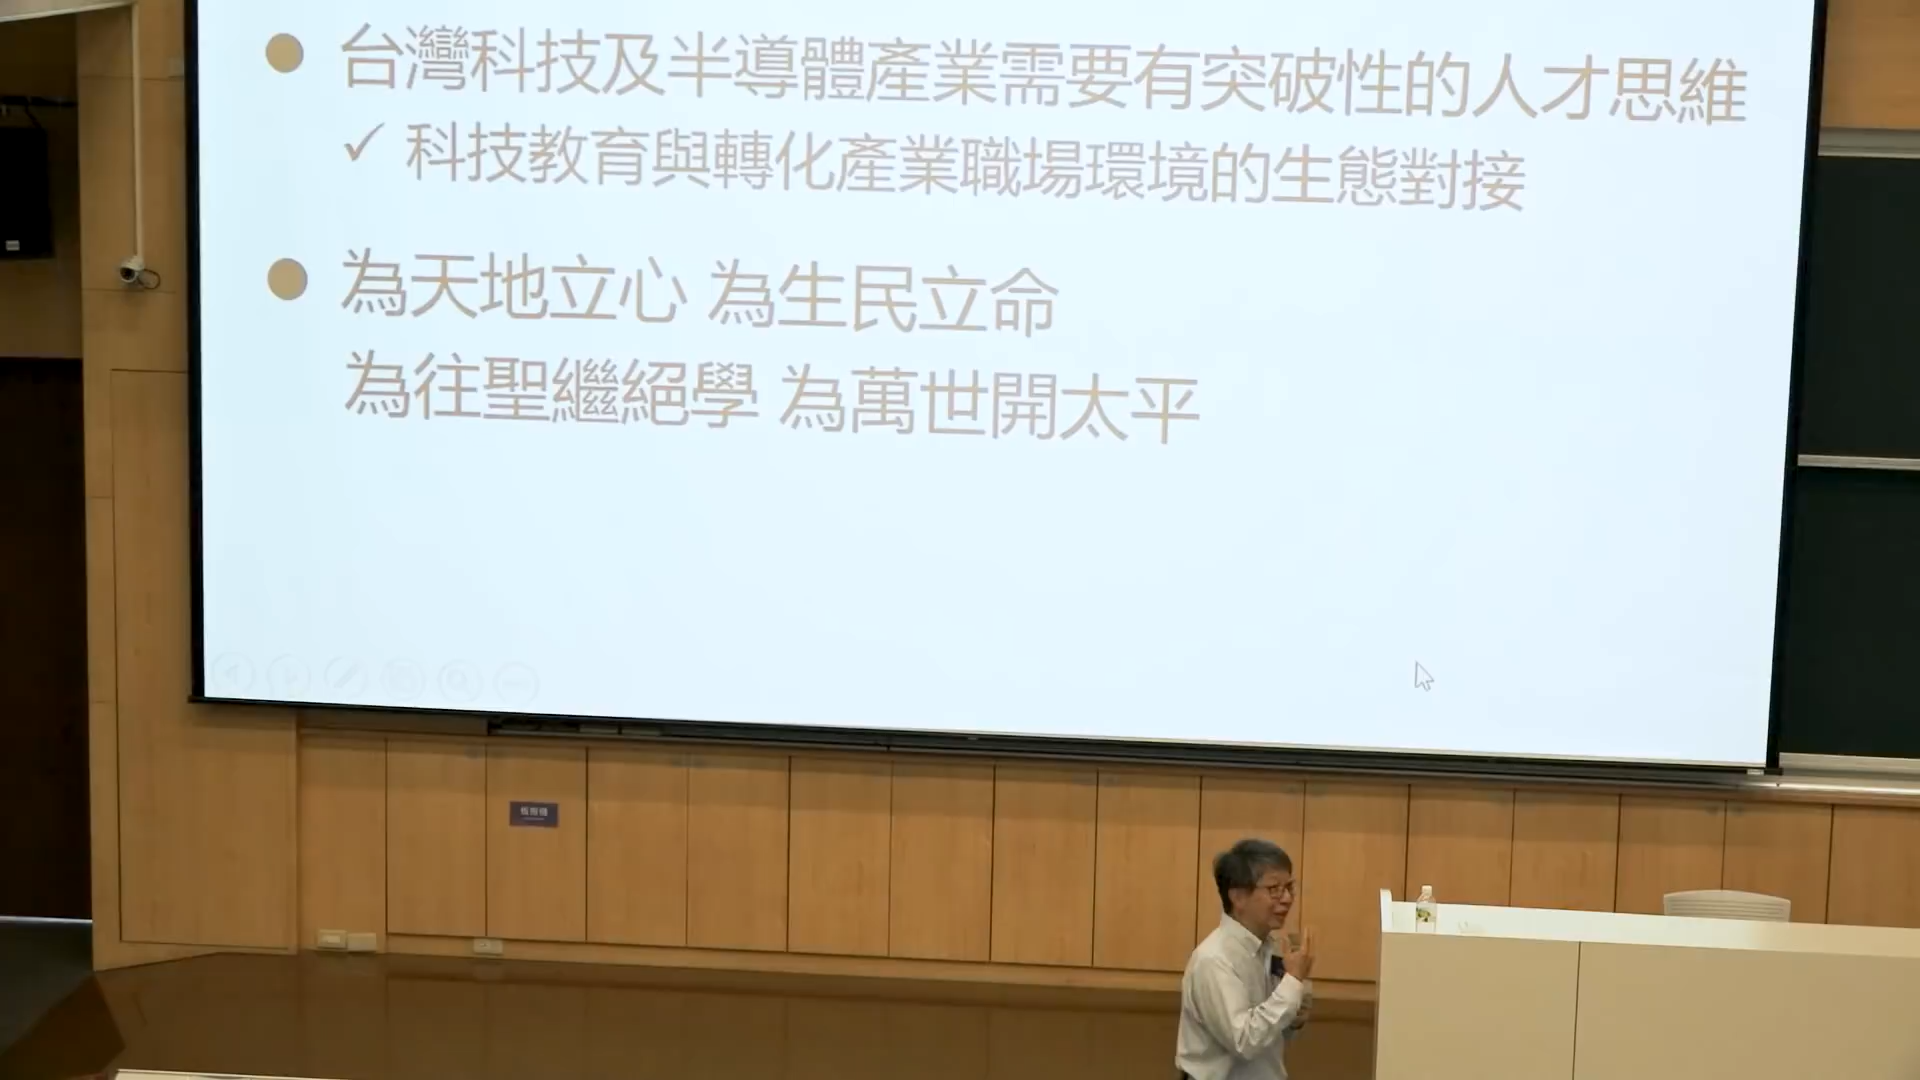 台灣科技及半導體產業需要有突破性的人才思維
✓ 科技教育與轉化產業職場環境的生態對接
為天地立心 為生民立命
為往聖繼絕學 為萬世開太平